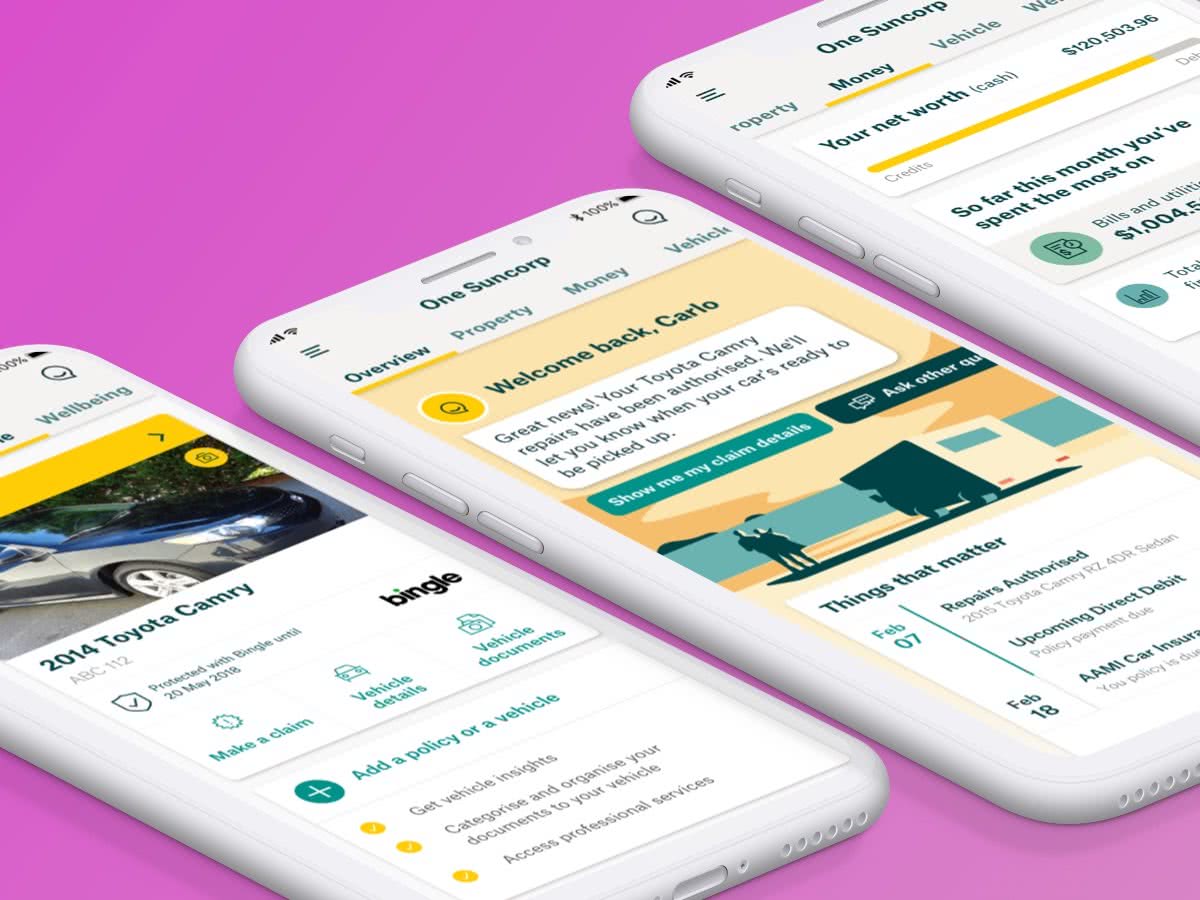 00%
Wellbeing
2014 Toyota Camry
ABC 112
bingle
Protected with Bingle until
20 May 2018
Make a claim
Vehicle
details
Vehicle
documents
Add a policy or a vehicle
Get vehicle insights
Categorise and organise your
documents to your vehicle
Access professional services
100%
One Suncorp
Overview
Property
Money
Vehicle
Welcome back, Carlo
Great news! Your Toyota Camry
repairs have been authorised. We'll
let you know when your car's ready to
be picked up.
Show me my claim details
Ask other qu
Things that matter
Feb
07
Repairs Authorised
2015 Toyota Camry RZ 4DR Sedan
Upcoming Direct Debit
Policy payment due
Feb
18
AAMI Car Insura
You policy is due
One Suncorp
roperty
Money
Vehicle
We
Your net worth (cash)
$120,503.96
Credits
Deb
So far this month you've
spent the most on
Bills and utilitie
$1,004.5
Tota